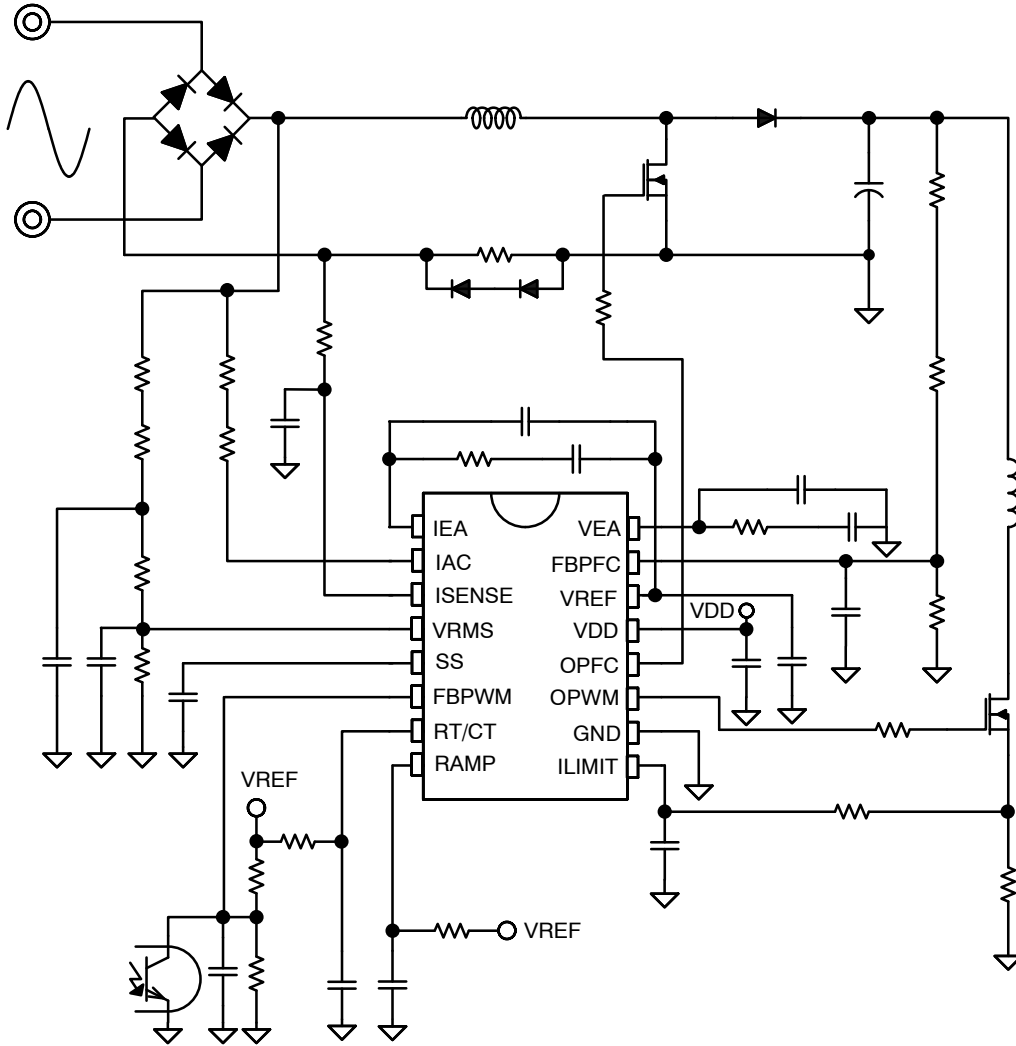 IEA
VEA
IAC
FBPFC
ISENSE
VREF
VDD
VRMS
VDD
SS
OPFC
FBPWM
OPWM
RT/CT
GND
RAMP
ILIMIT
VREF
VREF